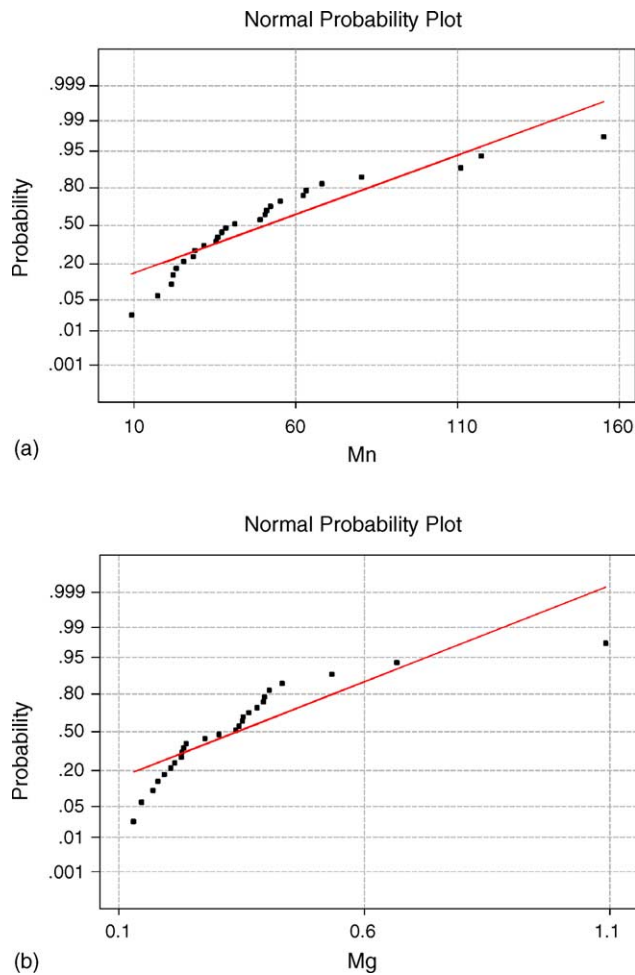 Normal Probability Plot
.999
.99
.95
.80
.50
.20
.05
.01
.001
Probability
10 60 110 160
(a)
Mn
Normal Probability Plot
.999
.99
.95
.80
.50
.20
.05
.01
.001
Probability
0.1 0.6 1.1
(b)
Mg